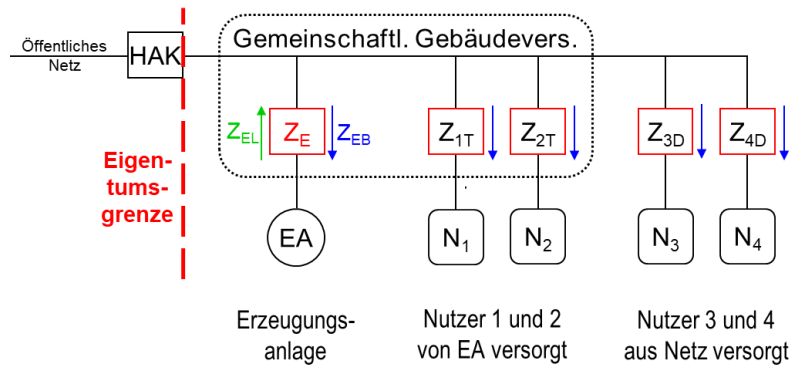 Öffentliches
Netz
HAK
Gemeinschaftl. Gebäudevers.
Z_EL
Z_E
Z_EB
Z_1T
Z_2T
Z_3D
Z_4D
Eigen-
tums-
grenze
EA
N_1
N_2
N_3
N_4
Erzeugungs-
anlage
Nutzer 1 und 2
von EA versorgt
Nutzer 3 und 4
aus Netz versorgt